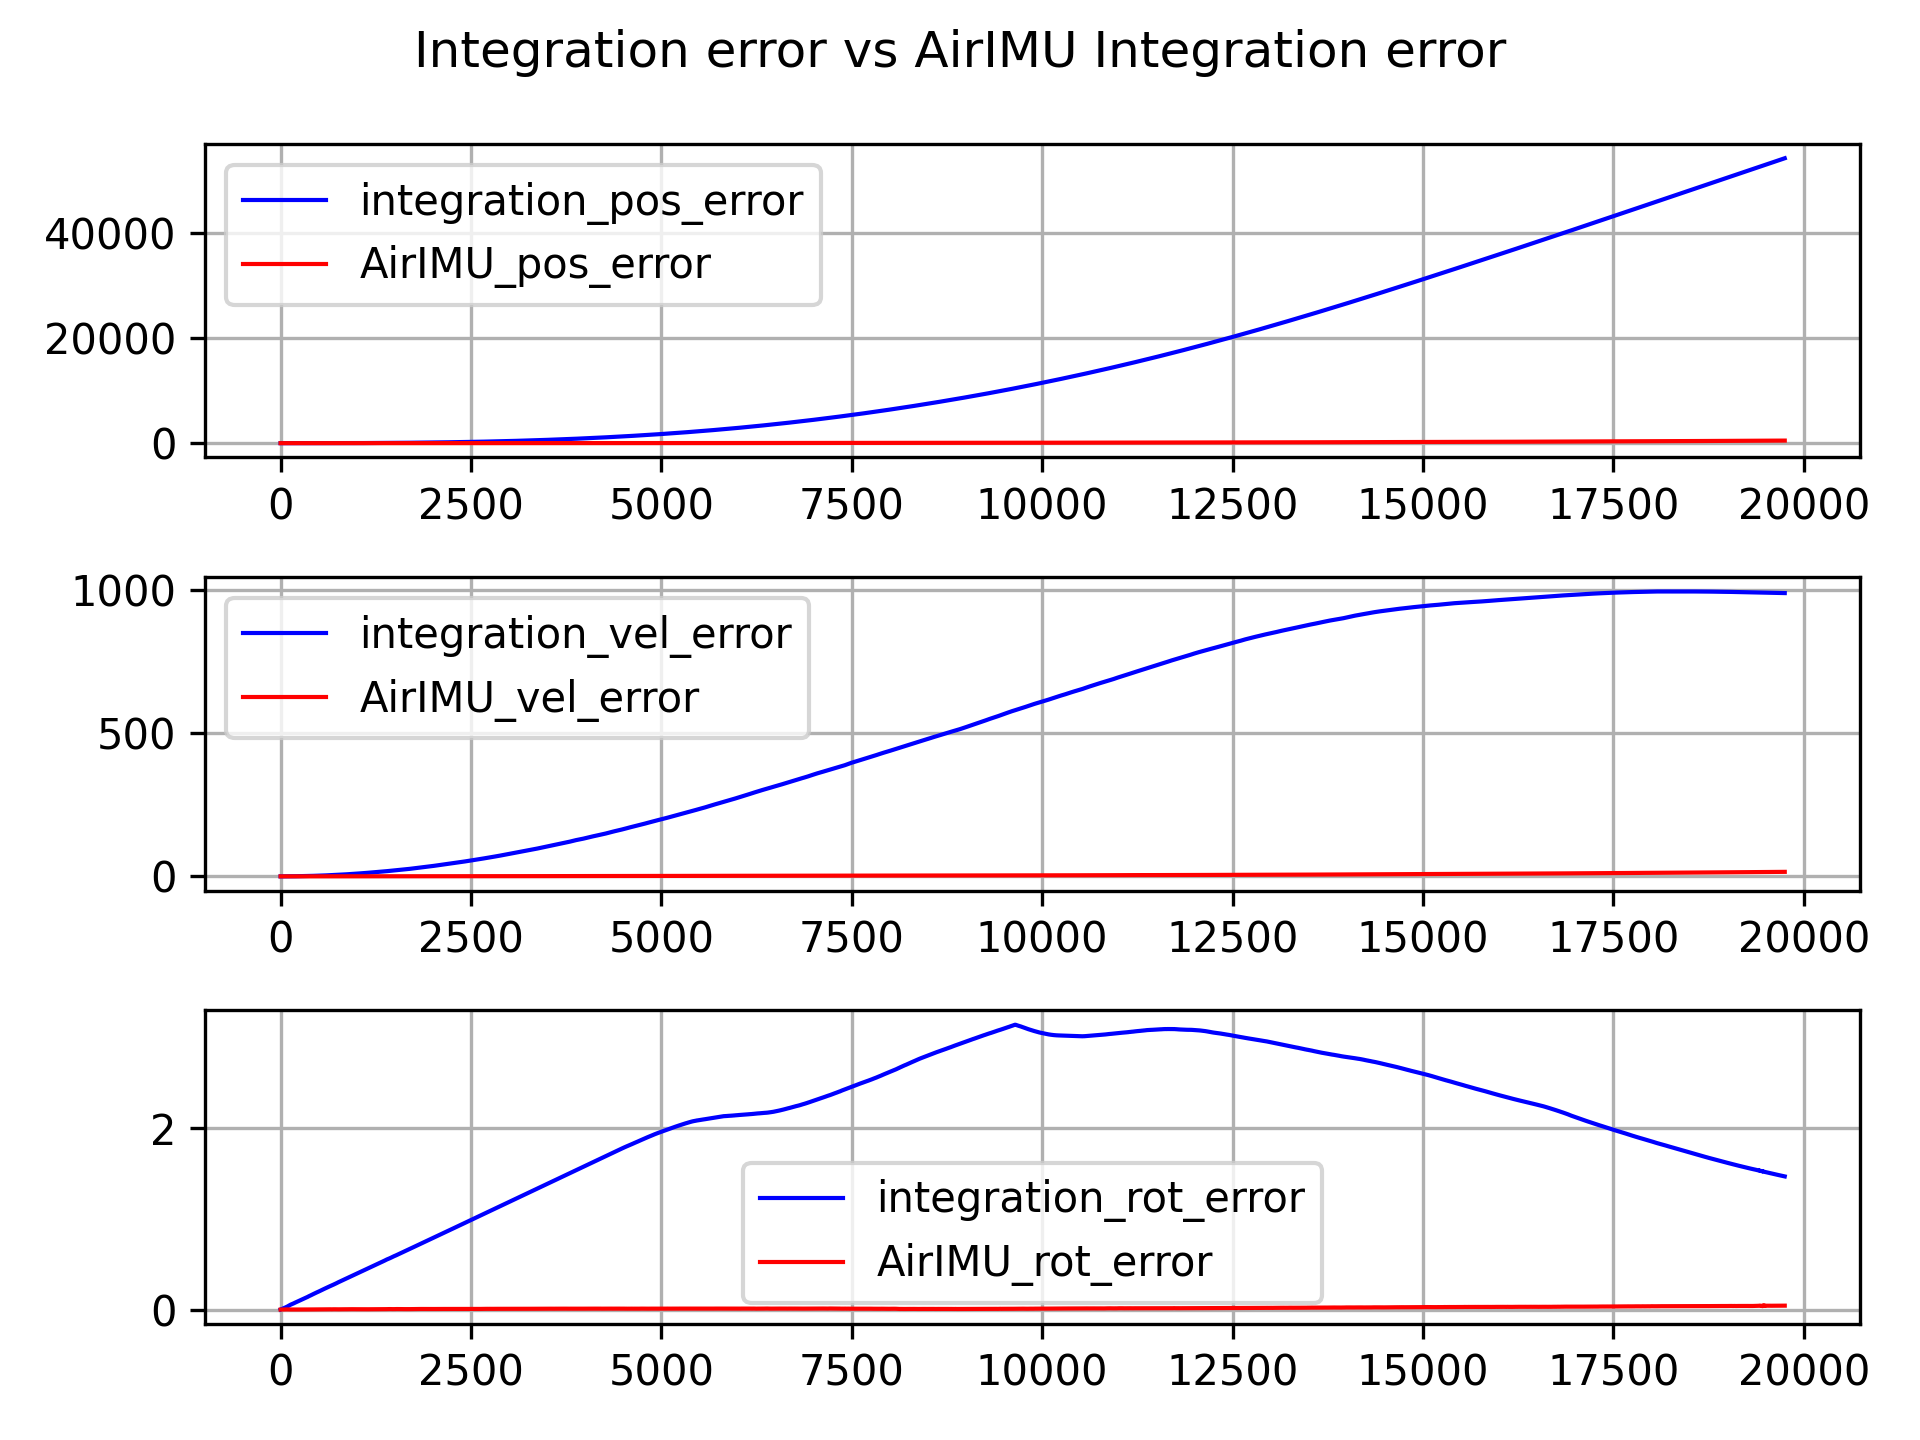 Integration error vs AirIMU Integration error
integration_pos_error
AirIMU_pos_error
40000
20000
0
0 2500 5000 7500 10000 12500 15000 17500 20000
integration_vel_error
AirIMU_vel_error
1000
500
0
0 2500 5000 7500 10000 12500 15000 17500 20000
integration_rot_error
AirIMU_rot_error
2
0
0 2500 5000 7500 10000 12500 15000 17500 20000